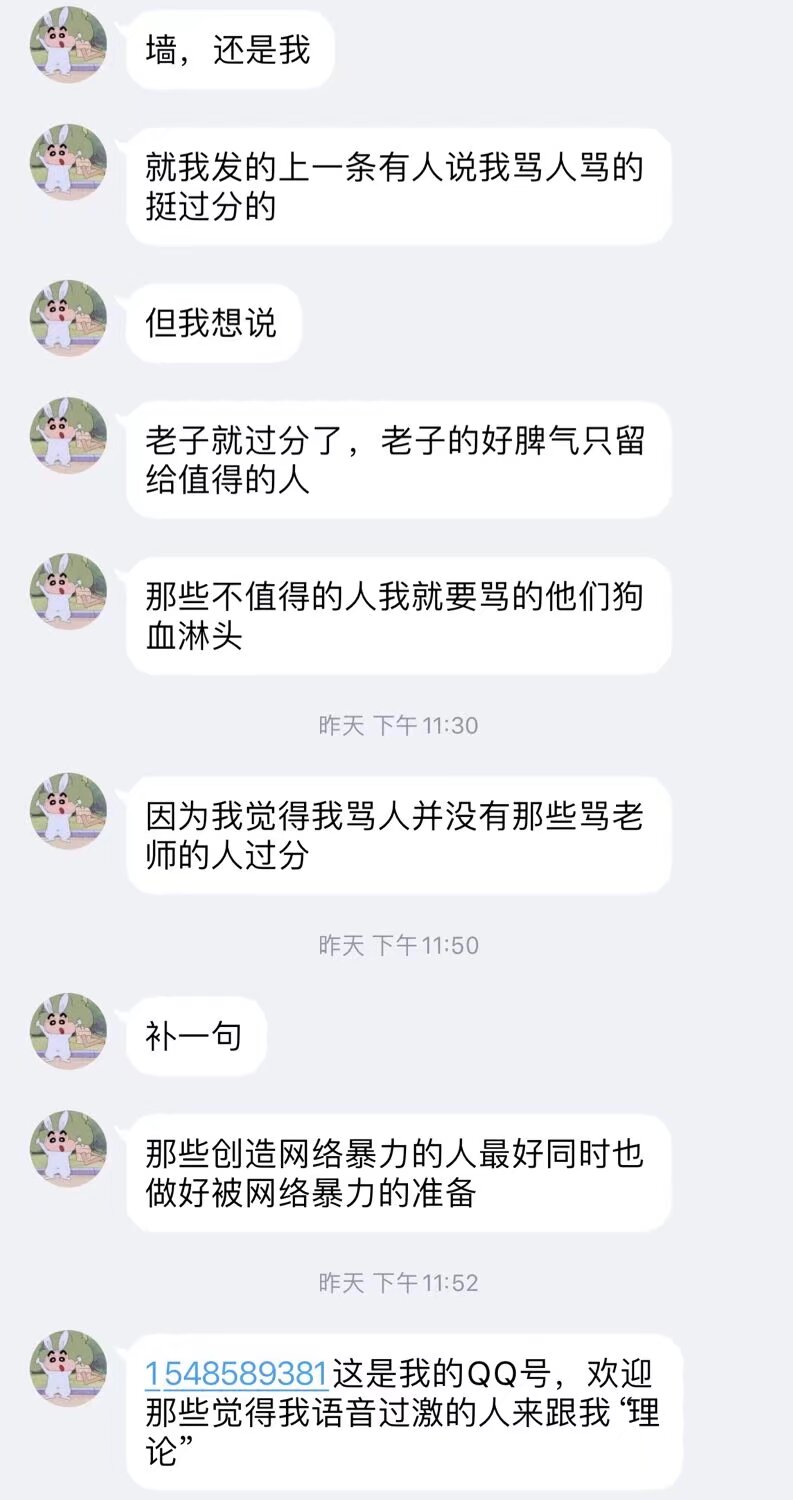 墙，还是我
就我发的上一条有人说我骂人骂的
挺过分的
但我想说
老子就过分了，老子的好脾气只留
给值得的人
那些不值得的人我就要骂的他们狗
血淋头
昨天 下午11:30
因为我觉得我骂人并没有那些骂老
师的人过分
昨天 下午11:50
补一句
那些创造网络暴力的人最好同时也
做好被网络暴力的准备
昨天 下午11:52
1548589381这是我的QQ号，欢迎
那些觉得我语音过激的人来跟我“理
论”